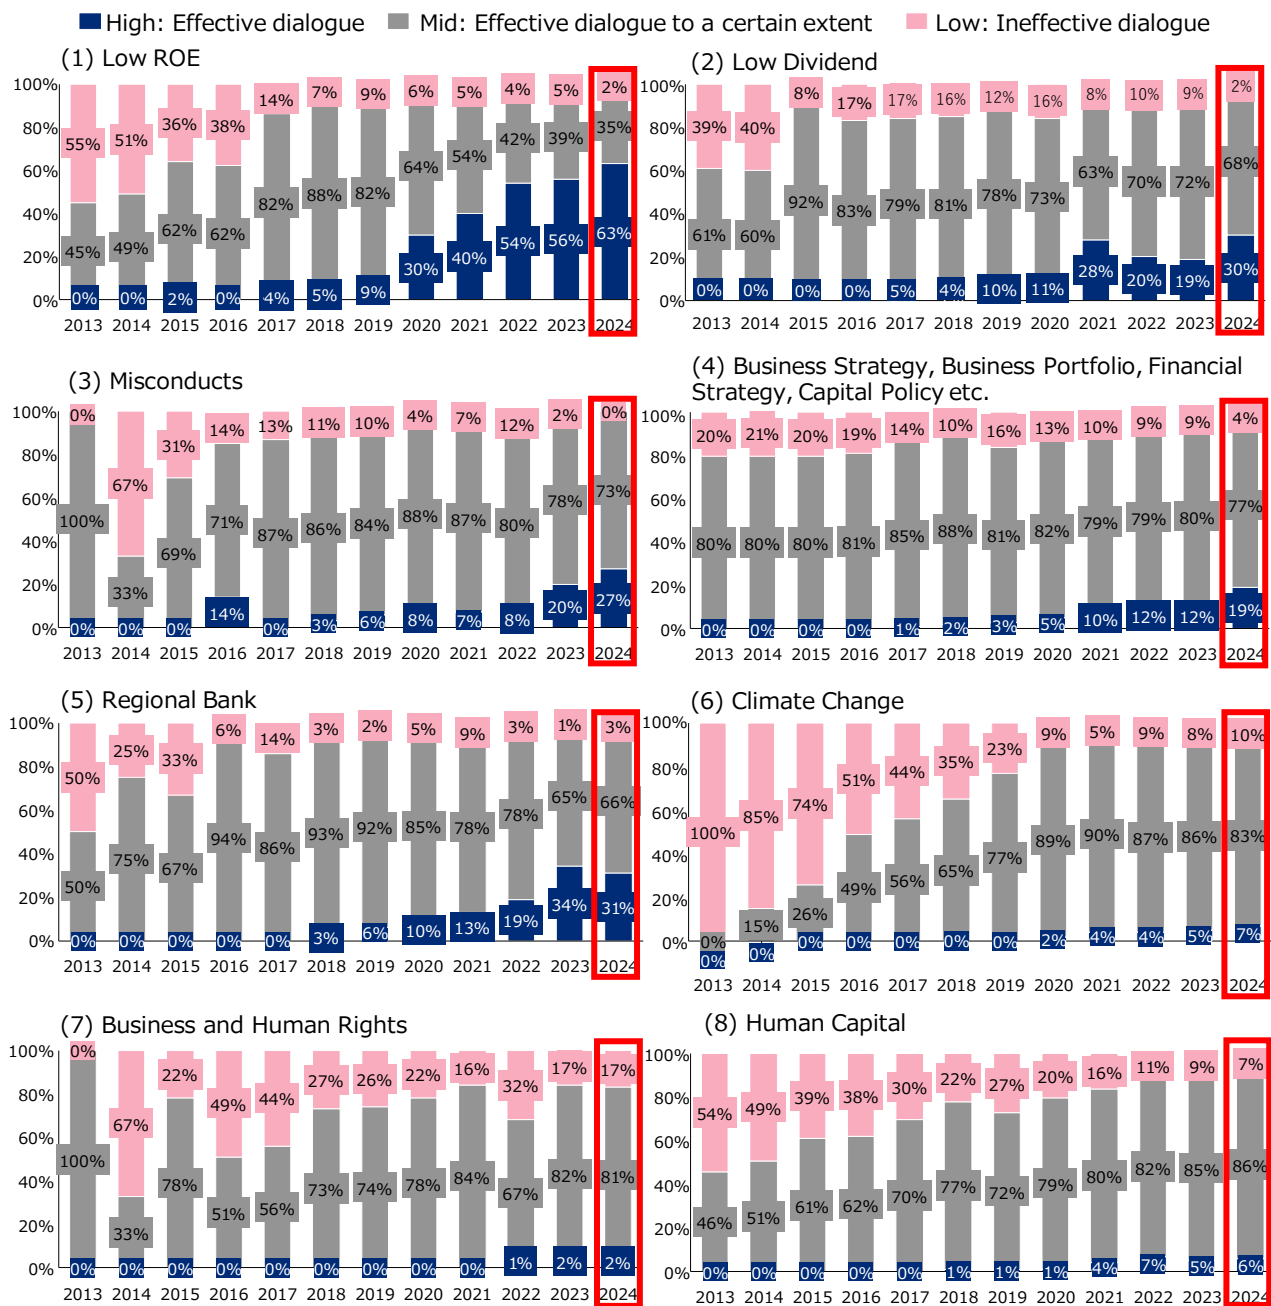 High: Effective dialogue Mid: Effective dialogue to a certain extent Low: Ineffective dialogue
(1) Low ROE
100%
80%
60%
40%
20%
0%
55% 51% 36% 38% 14% 7% 9% 6% 5% 4% 5% 2%
45% 49% 62% 62% 82% 88% 82% 64% 54% 42% 39% 35%
0% 0% 2% 0% 4% 5% 9% 30% 40% 54% 56% 63%
2013 2014 2015 2016 2017 2018 2019 2020 2021 2022 2023 2024
(2) Low Dividend
100%
80%
60%
40%
20%
0%
39% 40% 8% 17% 17% 16% 12% 16% 8% 10% 9% 2%
61% 60% 92% 83% 79% 81% 78% 73% 63% 70% 72% 68%
0% 0% 0% 0% 5% 4% 10% 11% 28% 20% 19% 30%
2013 2014 2015 2016 2017 2018 2019 2020 2021 2022 2023 2024
(3) Misconducts
100%
80%
60%
40%
20%
0%
0% 67% 31% 14% 13% 11% 10% 4% 7% 12% 2% 0%
100% 33% 69% 71% 87% 86% 84% 88% 87% 80% 78% 73%
0% 0% 0% 14% 0% 3% 6% 8% 7% 8% 20% 27%
2013 2014 2015 2016 2017 2018 2019 2020 2021 2022 2023 2024
(4) Business Strategy, Business Portfolio, Financial
Strategy, Capital Policy etc.
100%
80%
60%
40%
20%
0%
20% 21% 20% 19% 14% 10% 16% 13% 10% 9% 9% 4%
80% 80% 80% 81% 85% 88% 81% 82% 79% 79% 80% 77%
0% 0% 0% 0% 1% 2% 3% 5% 10% 12% 12% 19%
2013 2014 2015 2016 2017 2018 2019 2020 2021 2022 2023 2024
(5) Regional Bank
100%
80%
60%
40%
20%
0%
50% 25% 33% 6% 14% 3% 2% 5% 9% 3% 1% 3%
50% 75% 67% 94% 86% 93% 92% 85% 78% 78% 65% 66%
0% 0% 0% 0% 0% 3% 6% 10% 13% 19% 34% 31%
2013 2014 2015 2016 2017 2018 2019 2020 2021 2022 2023 2024
(6) Climate Change
100%
80%
60%
40%
20%
0%
100% 85% 74% 51% 44% 35% 23% 9% 5% 9% 8% 10%
0% 15% 26% 49% 56% 65% 77% 89% 90% 87% 86% 83%
0% 0% 0% 0% 0% 0% 0% 2% 4% 4% 5% 7%
2013 2014 2015 2016 2017 2018 2019 2020 2021 2022 2023 2024
(7) Business and Human Rights
100%
80%
60%
40%
20%
0%
0% 67% 22% 49% 44% 27% 26% 22% 16% 32% 17% 17%
100% 33% 78% 51% 56% 73% 74% 78% 84% 67% 82% 81%
0% 0% 0% 0% 0% 0% 0% 0% 0% 1% 2% 2%
2013 2014 2015 2016 2017 2018 2019 2020 2021 2022 2023 2024
(8) Human Capital
100%
80%
60%
40%
20%
0%
54% 49% 39% 38% 30% 22% 27% 20% 16% 11% 9% 7%
46% 51% 61% 62% 70% 77% 72% 79% 80% 82% 85% 86%
0% 0% 0% 0% 0% 1% 1% 1% 4% 7% 5% 6%
2013 2014 2015 2016 2017 2018 2019 2020 2021 2022 2023 2024